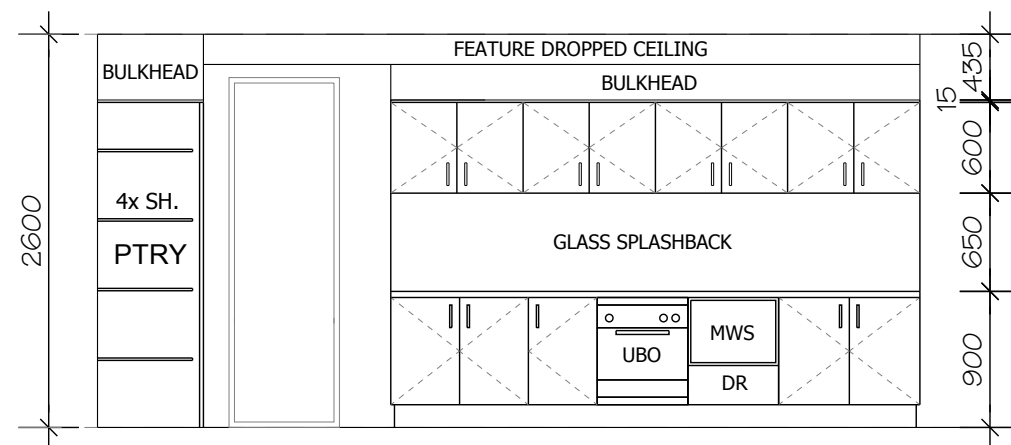 FEATURE DROPPED CEILING
BULKHEAD
BULKHEAD
435
15
600
4x SH.
2600
PTRY
GLASS SPLASHBACK
650
MWS
UBO
DR
900